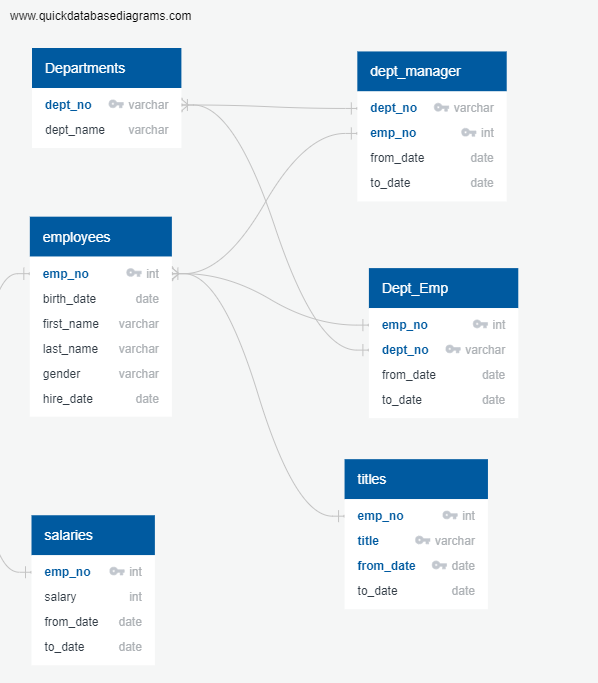 www.quickdatabasediagrams.com
Departments
dept_no varchar
dept_name varchar
dept_manager
dept_no varchar
emp_no int
from_date date
to_date date
employees
emp_no int
birth_date date
first_name varchar
last_name varchar
gender varchar
hire_date date
Dept_Emp
emp_no int
dept_no varchar
from_date date
to_date date
titles
emp_no int
title varchar
from_date date
to_date date
salaries
emp_no int
salary int
from_date date
to_date date